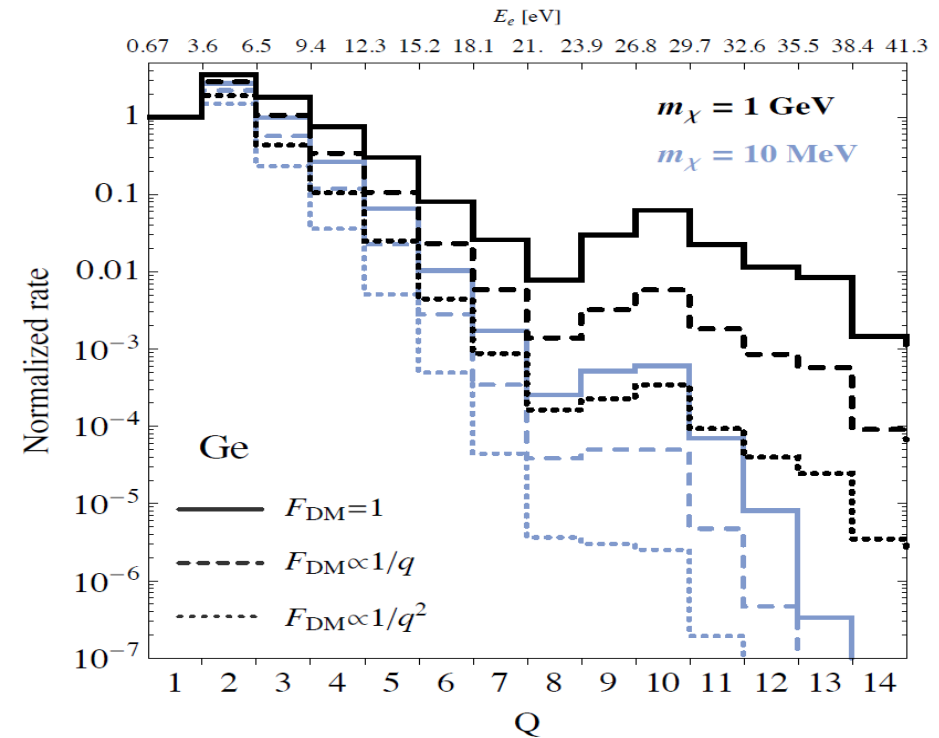 E_e [eV]
0.67 3.6 6.5 9.4 12.3 15.2 18.1 21. 23.9 26.8 29.7 32.6 35.5 38.4 41.3
m_χ = 1 GeV
m_χ = 10 MeV
Normalized rate
1
0.1
0.01
10^-3
10^-4
10^-5
10^-6
10^-7
Ge
F_DM=1
F_DM∝1/q
F_DM∝1/q^2
1 2 3 4 5 6 7 8 9 10 11 12 13 14
Q